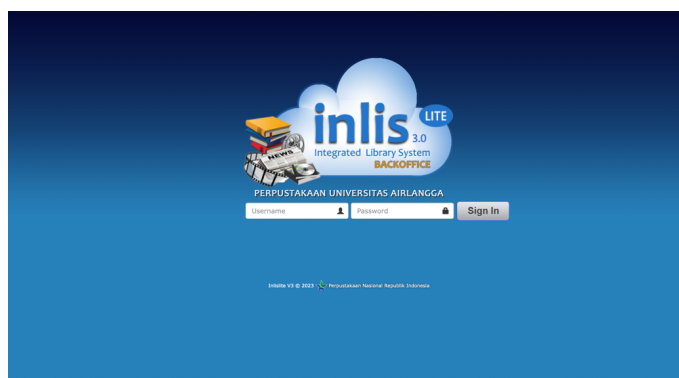 inlis
LITE
3.0
Integrated Library System
BACKOFFICE
NEWS
PERPUSTAKAAN UNIVERSITAS AIRLANGGA
Username Password Sign In
Inlislite V3 © 2023 Perpustakaan Nasional Republik Indonesia